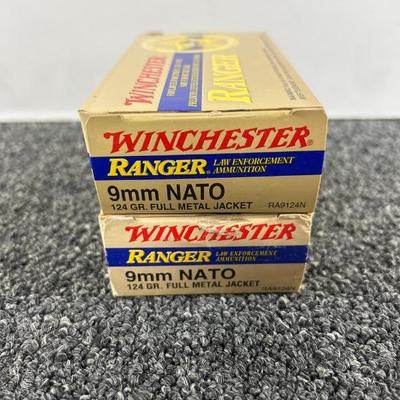 RANGER
WINCHESTER®
RANGER® LAW ENFORCEMENT AMMUNITION
9mm NATO
124 GR. FULL METAL JACKET RA9124N
WINCHESTER
RANGER LAW ENFORCEMENT AMMUNITION
9mm NATO
124 GR. FULL METAL JACKET RA9124N